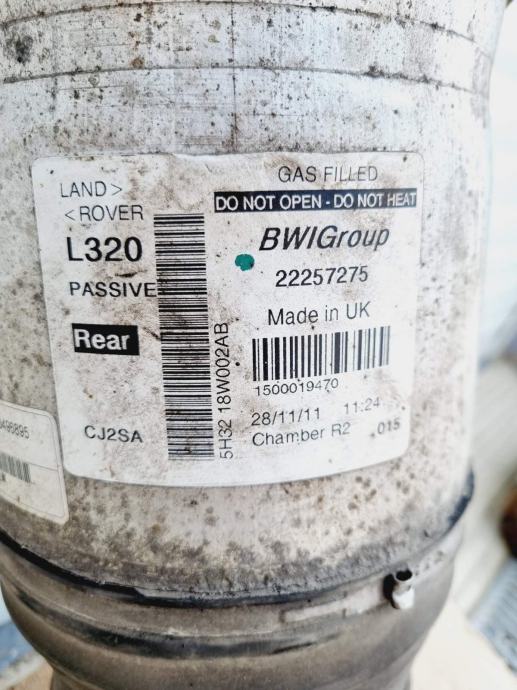 LAND >
< ROVER
L320
PASSIVE
Rear
CJ2SA
5H32 18W002AB
GAS FILLED
DO NOT OPEN - DO NOT HEAT
BWIGroup
22257275
Made in UK
1500019470
28/11/11 11:24
Chamber R2 015